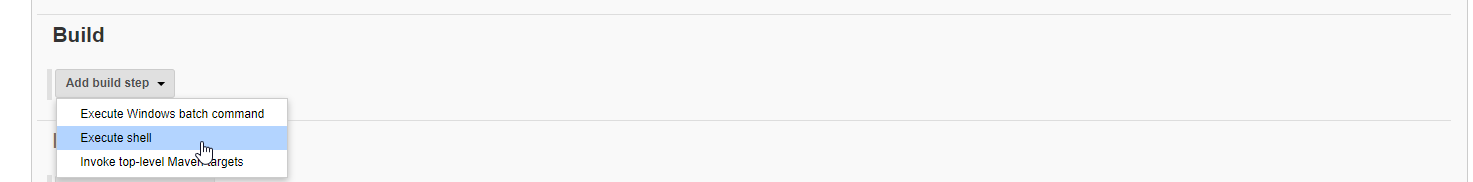 Build
Add build step
Execute Windows batch command
Execute shell
Invoke top-level Maven targets